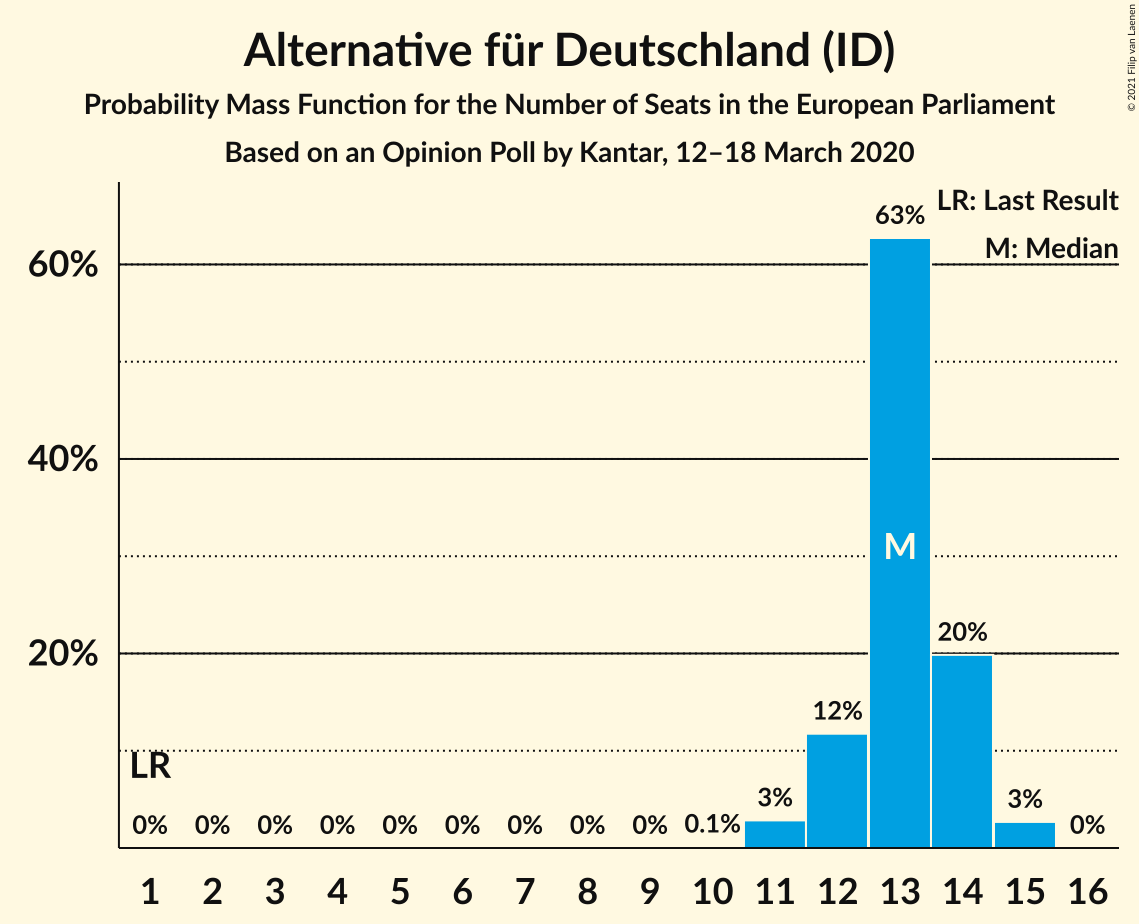 Alternative für Deutschland (ID)
Probability Mass Function for the Number of Seats in the European Parliament
Based on an Opinion Poll by Kantar, 12–18 March 2020
© 2021 Filip van Laenen
LR: Last Result
M: Median
60%
40%
20%
63%
M
20%
12%
LR
3%
3%
0% 0% 0% 0% 0% 0% 0% 0% 0% 0.1% 0%
1 2 3 4 5 6 7 8 9 10 11 12 13 14 15 16